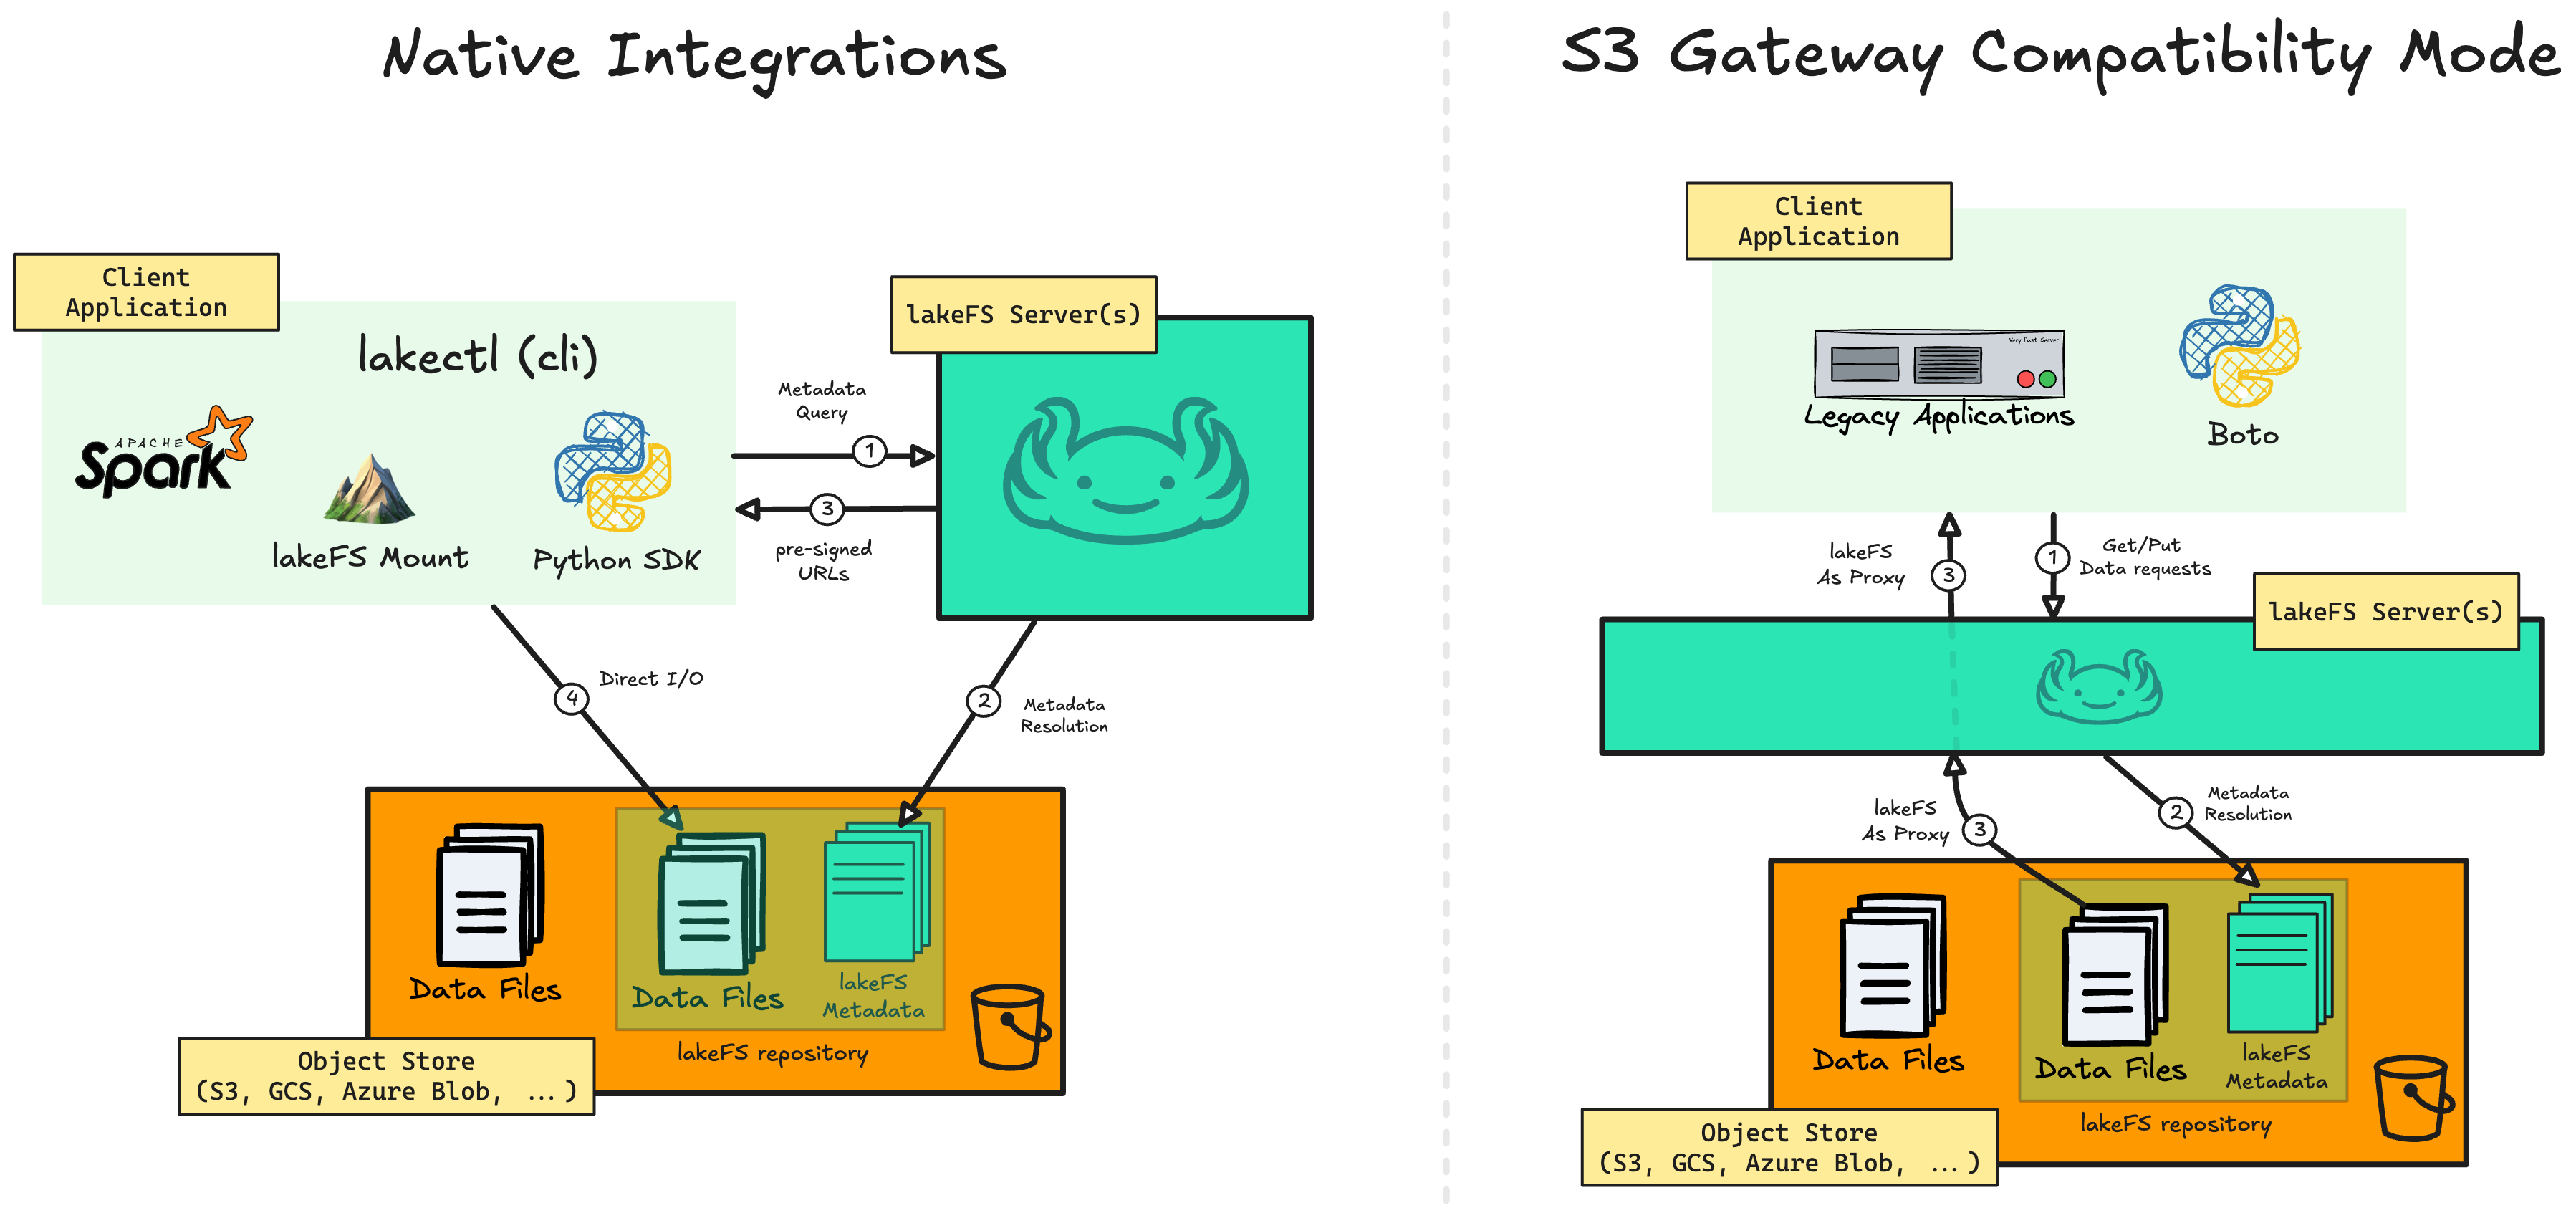 Native Integrations
Client
Application
lakectl (cli)
APACHE
Spark
lakeFS Mount
Python SDK
Metadata
Query
1
3
pre-signed
URLs
lakeFS Server(s)
4
Direct I/O
2
Metadata
Resolution
Data Files
Data Files
lakeFS
Metadata
lakeFS repository
Object Store
(S3, GCS, Azure Blob, ...)
S3 Gateway Compatibility Mode
Client
Application
Very Fast Server
Legacy Applications
Boto
lakeFS
As Proxy
3
1
Get/Put
Data requests
lakeFS Server(s)
lakeFS
As Proxy
3
2
Metadata
Resolution
Data Files
Data Files
lakeFS
Metadata
lakeFS repository
Object Store
(S3, GCS, Azure Blob, ...)